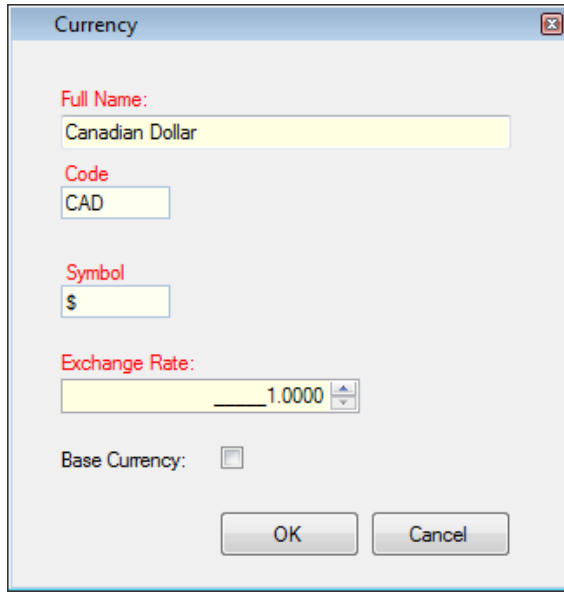 Currency
Full Name:
Canadian Dollar
Code
CAD
Symbol
$
Exchange Rate:
_____1.0000
Base Currency:
OK Cancel